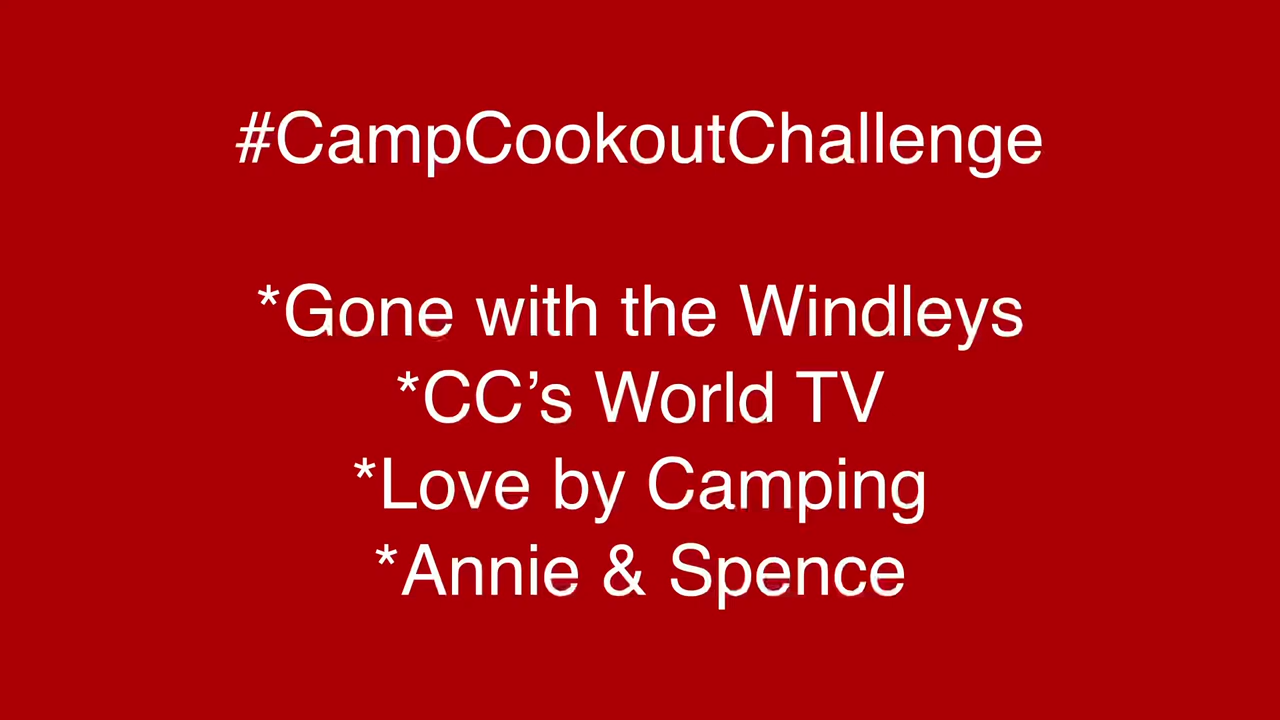 #CampCookoutChallenge
*Gone with the Windleys
*CC’s World TV
*Love by Camping
*Annie & Spence